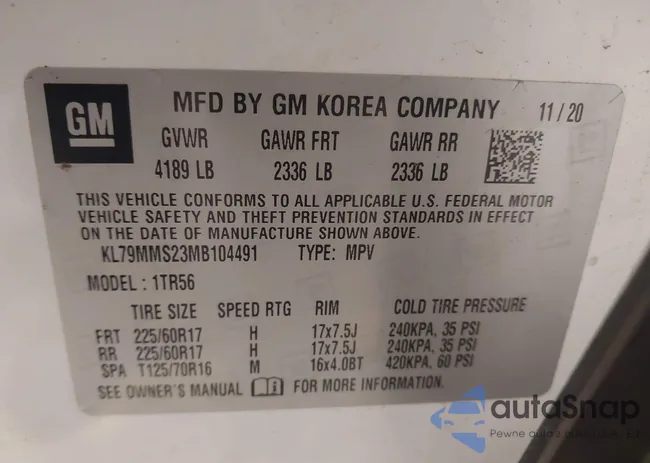 GM
MFD BY GM KOREA COMPANY 11/20
GVWR GAWR FRT GAWR RR
4189 LB 2336 LB 2336 LB
THIS VEHICLE CONFORMS TO ALL APPLICABLE U.S. FEDERAL MOTOR
VEHICLE SAFETY AND THEFT PREVENTION STANDARDS IN EFFECT
ON THE DATE OF MANUFACTURE SHOWN ABOVE.
KL79MMS23MB104491 TYPE: MPV
MODEL : 1TR56
TIRE SIZE SPEED RTG RIM COLD TIRE PRESSURE
FRT 225/60R17 H 17x7.5J 240KPA, 35 PSI
RR 225/60R17 H 17x7.5J 240KPA, 35 PSI
SPA T125/70R16 M 16x4.0BT 420KPA, 60 PSI
SEE OWNER'S MANUAL FOR MORE INFORMATION.
autaSnap
Pewne auta